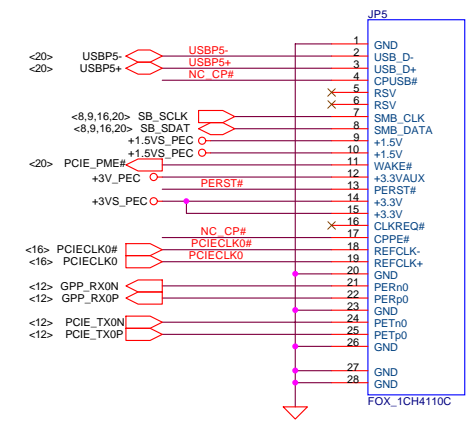 JP5
1 GND
<20> USBP5- USBP5- 2 USB_D-
<20> USBP5+ USBP5+ 3 USB_D+
NC_CP# 4 CPUSB#
5 RSV
6 RSV
<8,9,16,20> SB_SCLK 7 SMB_CLK
<8,9,16,20> SB_SDAT 8 SMB_DATA
+1.5VS_PEC 9 +1.5V
+1.5VS_PEC 10 +1.5V
<20> PCIE_PME# 11 WAKE#
+3V_PEC 12 +3.3VAUX
PERST# 13 PERST#
+3VS_PEC 14 +3.3V
15 +3.3V
16 CLKREQ#
NC_CP# 17 CPPE#
<16> PCIECLK0# PCIECLK0# 18 REFCLK-
<16> PCIECLK0 PCIECLK0 19 REFCLK+
20 GND
<12> GPP_RX0N 21 PERn0
<12> GPP_RX0P 22 PERp0
23 GND
<12> PCIE_TX0N 24 PETn0
<12> PCIE_TX0P 25 PETp0
26 GND
27 GND
28 GND
FOX_1CH4110C